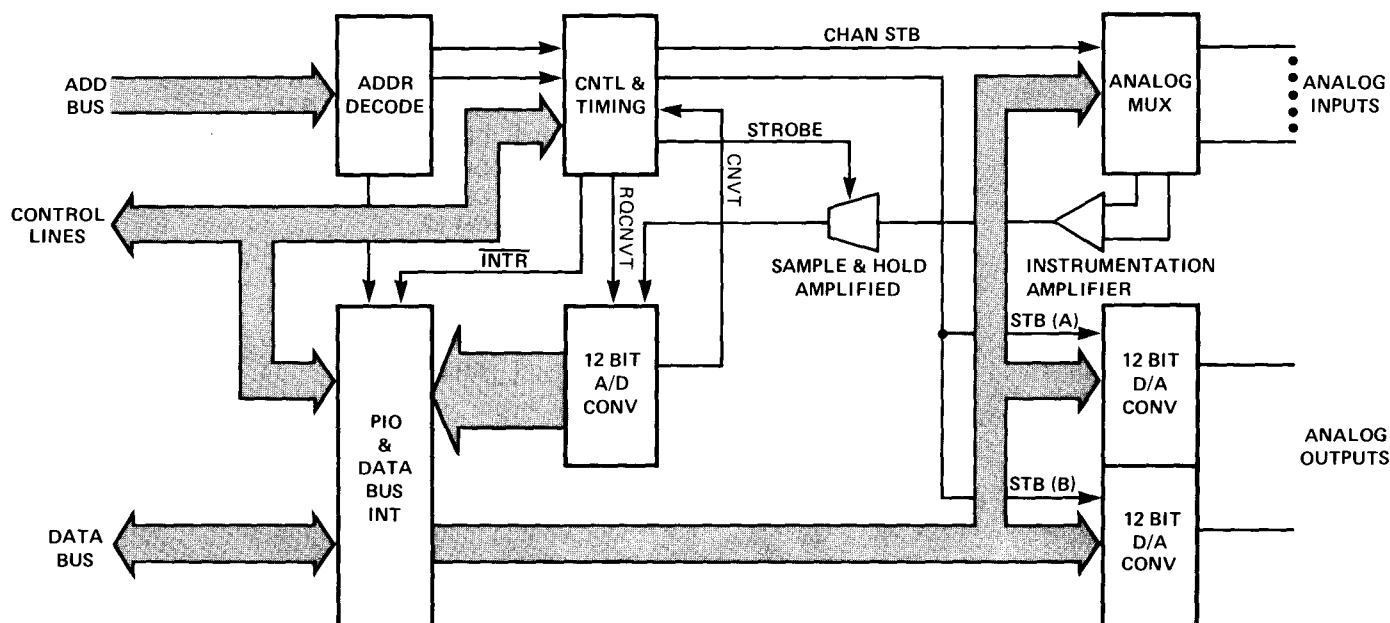 ADD
BUS
ADDR
DECODE
CNTL &
TIMING
CHAN STB
ANALOG
MUX
ANALOG
INPUTS
STROBE
CNVT
RQCNVT
CONTROL
LINES
INTR
SAMPLE & HOLD
AMPLIFIED
INSTRUMENTATION
AMPLIFIER
STB (A)
12 BIT
A/D
CONV
12 BIT
D/A
CONV
PIO
&
DATA
BUS
INT
ANALOG
OUTPUTS
STB (B)
12 BIT
D/A
CONV
DATA
BUS